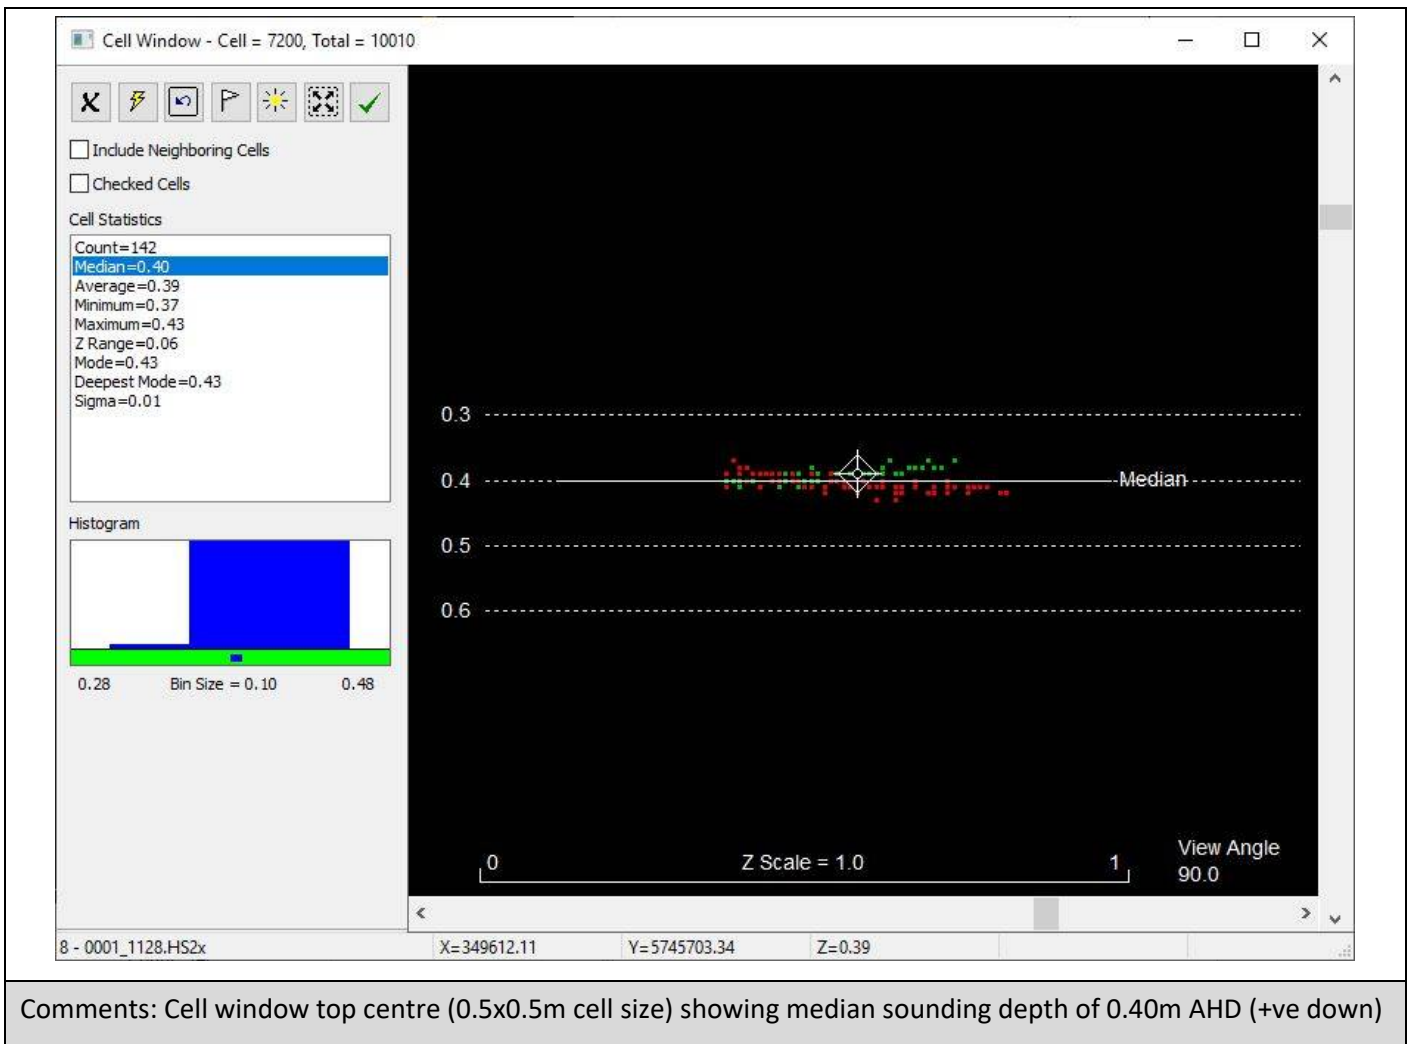 Cell Window - Cell = 7200, Total = 10010
Include Neighboring Cells
Checked Cells
Cell Statistics
Count=142
Median=0.40
Average=0.39
Minimum=0.37
Maximum=0.43
Z Range=0.06
Mode=0.43
Deepest Mode=0.43
Sigma=0.01
Histogram
0.28 Bin Size = 0.10 0.48
0.3
0.4 Median
0.5
0.6
0 Z Scale = 1.0 1
View Angle
90.0
8 - 0001_1128.HS2x X=349612.11 Y=5745703.34 Z=0.39
Comments: Cell window top centre (0.5x0.5m cell size) showing median sounding depth of 0.40m AHD (+ve down)